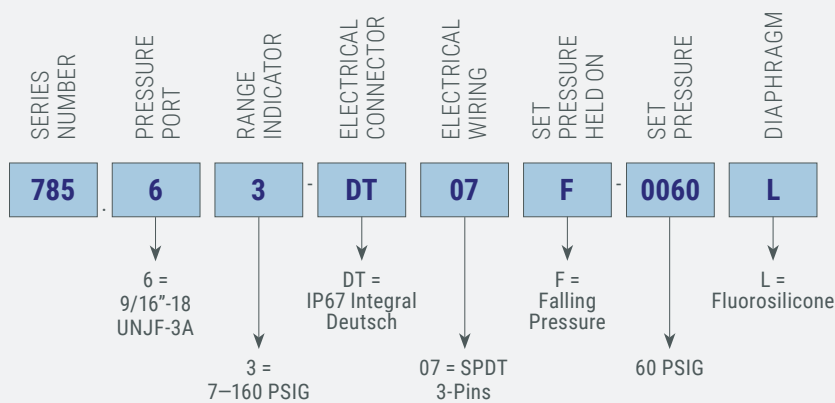 SERIES
NUMBER
PRESSURE
PORT
RANGE
INDICATOR
ELECTRICAL
CONNECTOR
ELECTRICAL
WIRING
SET
PRESSURE
HELD ON
SET
PRESSURE
DIAPHRAGM
785 . 6 3 - DT 07 F - 0060 L
6 =
9/16”-18
UNJF-3A
DT =
IP67 Integral
Deutsch
F =
Falling
Pressure
L =
Fluorosilicone
3 =
7–160 PSIG
07 = SPDT
3-Pins
60 PSIG